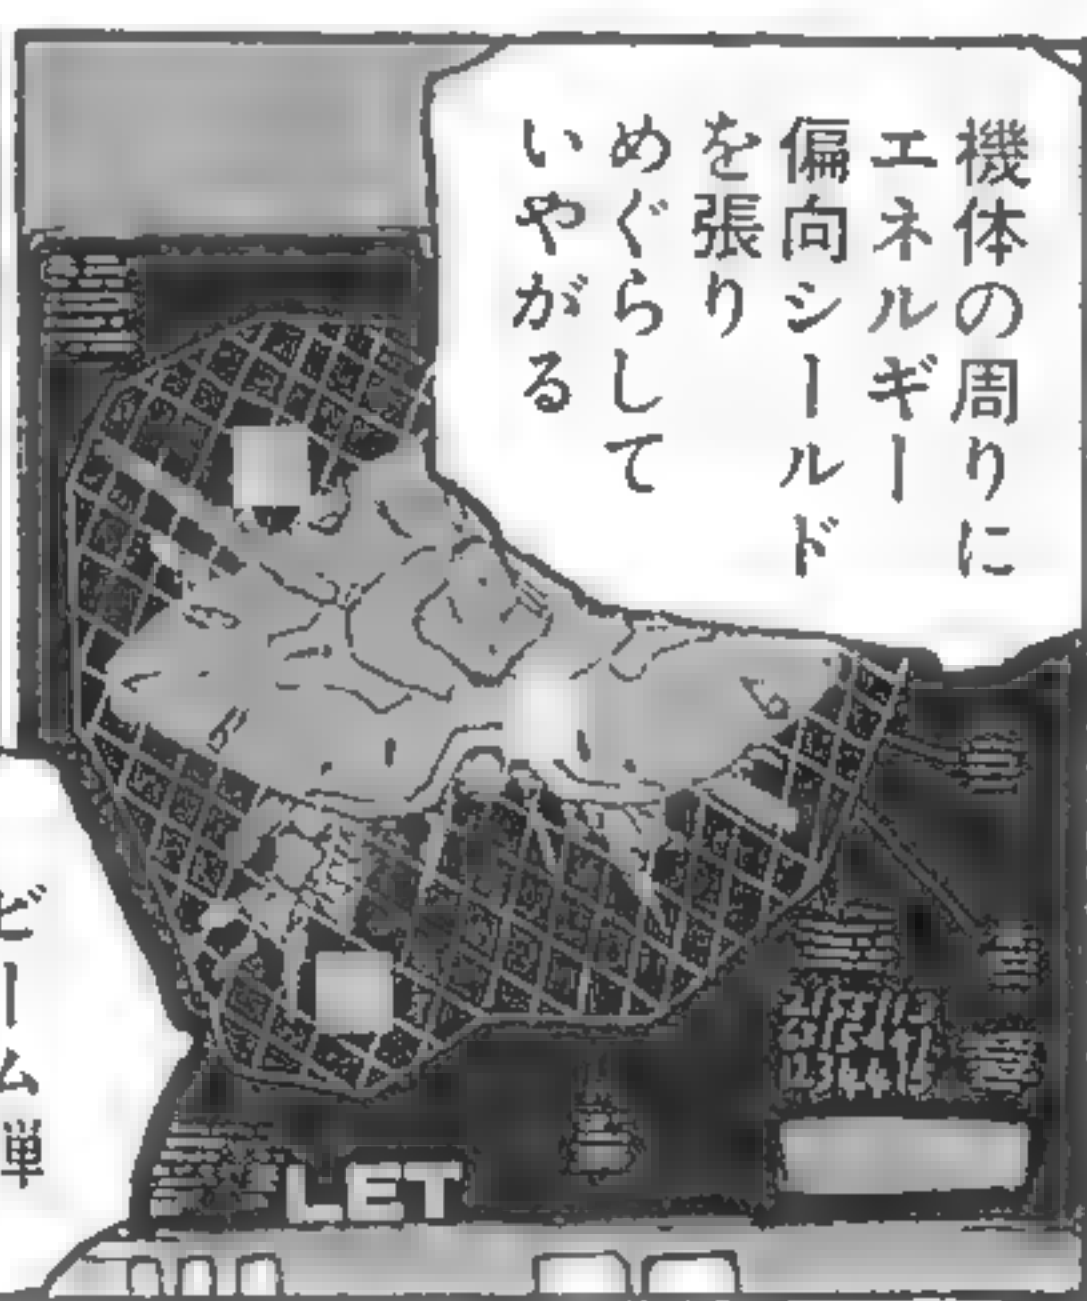 機体の周りに
エネルギー
偏向シールド
を張り
めぐらして
いやがる
ビーム弾
LET